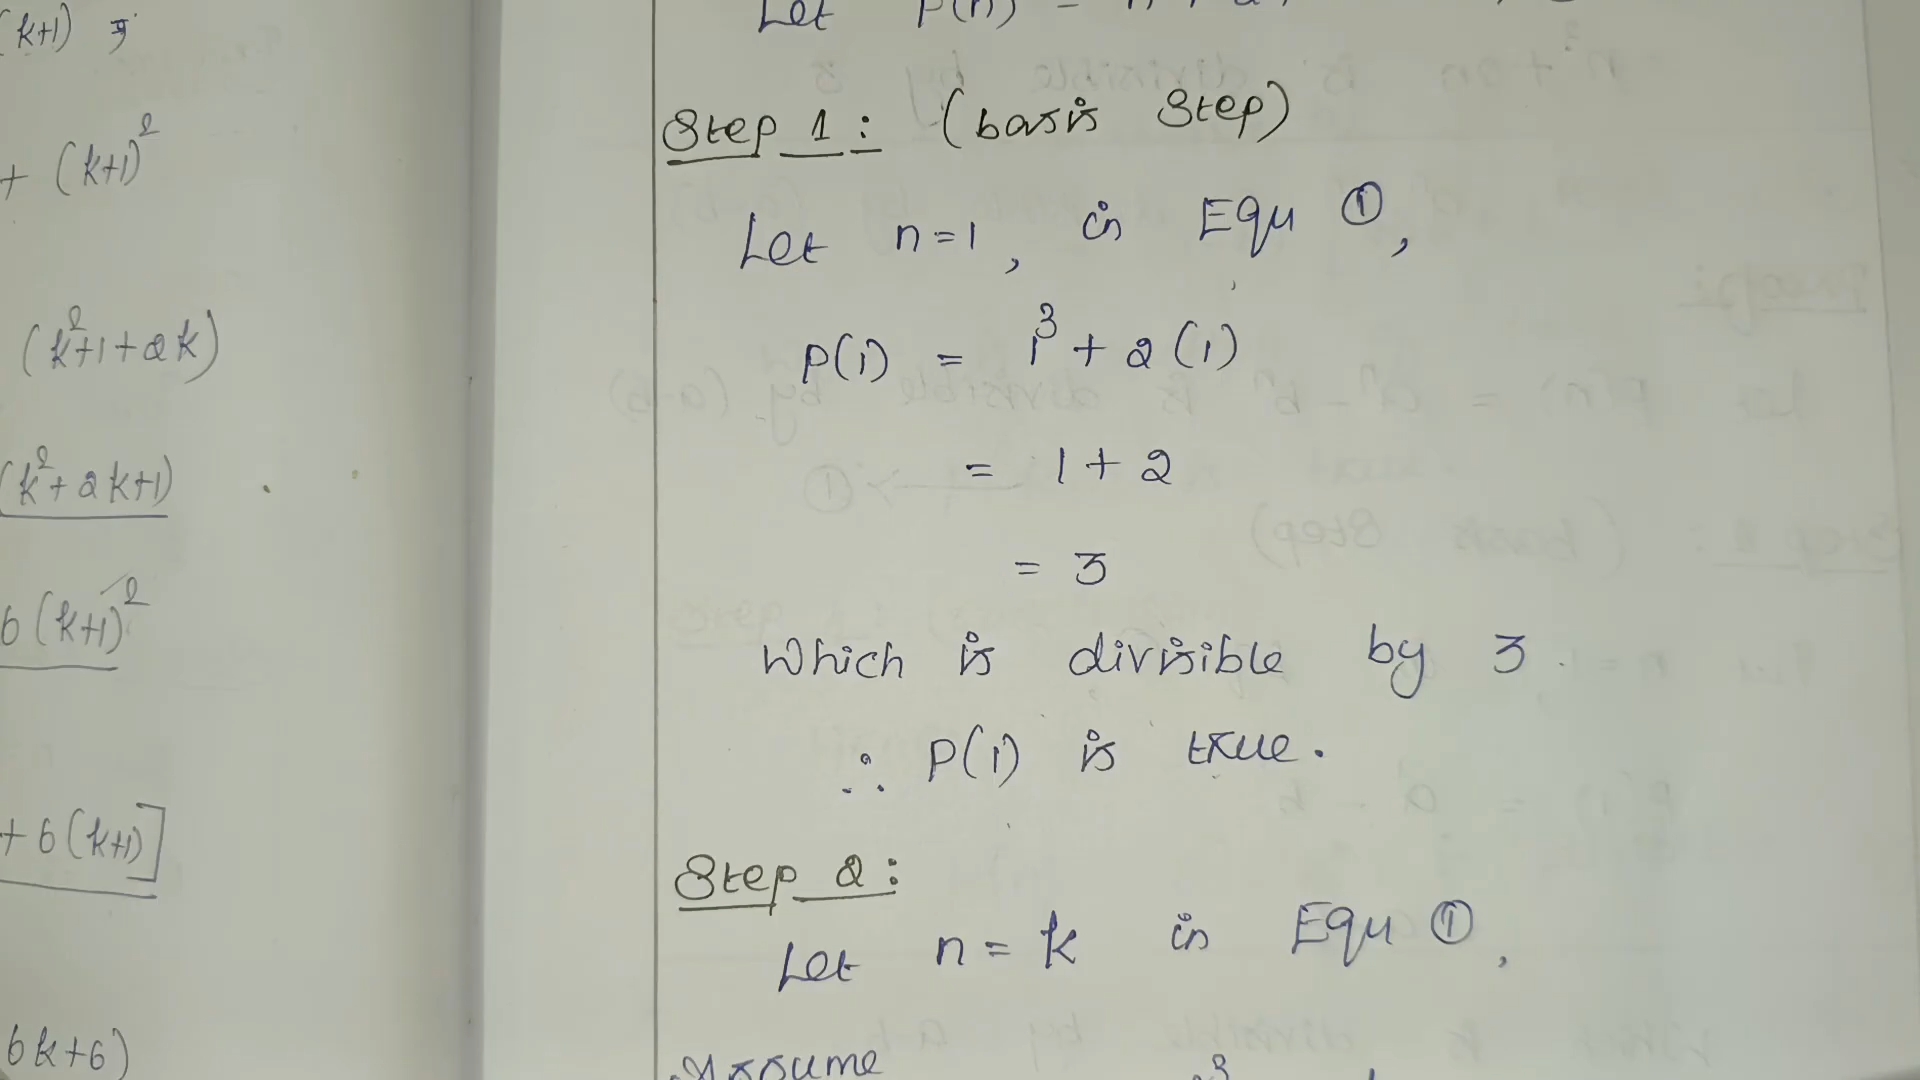 (k+1)
+ (k+1)²
(k²+1+2k)
(k²+2k+1)
6(k+1)²
+6(k+1)]
6k+6)
Let P(n) =
Step 1: (basis Step)
Let n=1, in Equ ①,
P(1) = 1³+2(1)
= 1+2
= 3
Which is divisible by 3.
∴ P(1) is true.
Step 2:
Let n=k in Equ ①,
Assume